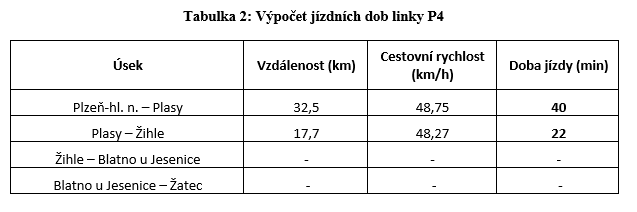 Tabulka 2: Výpočet jízdních dob linky P4
Úsek Vzdálenost (km) Cestovní rychlost (km/h) Doba jízdy (min)
Plzeň-hl. n. – Plasy 32,5 48,75 40
Plasy – Žihle 17,7 48,27 22
Žihle – Blatno u Jesenice - - -
Blatno u Jesenice – Žatec - - -